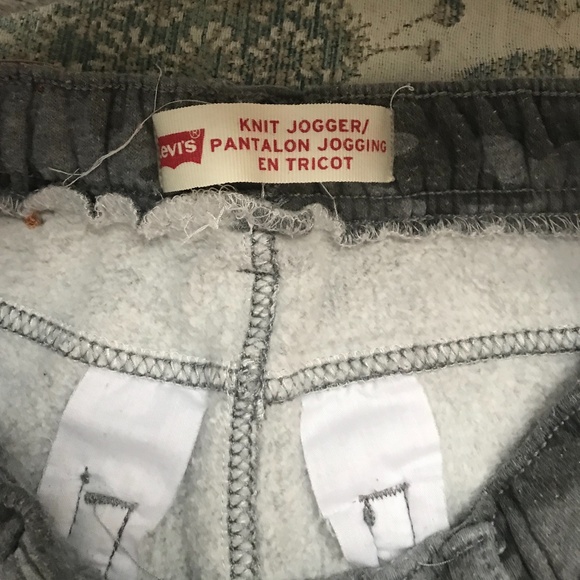 Levi's®
KNIT JOGGER/
PANTALON JOGGING
EN TRICOT